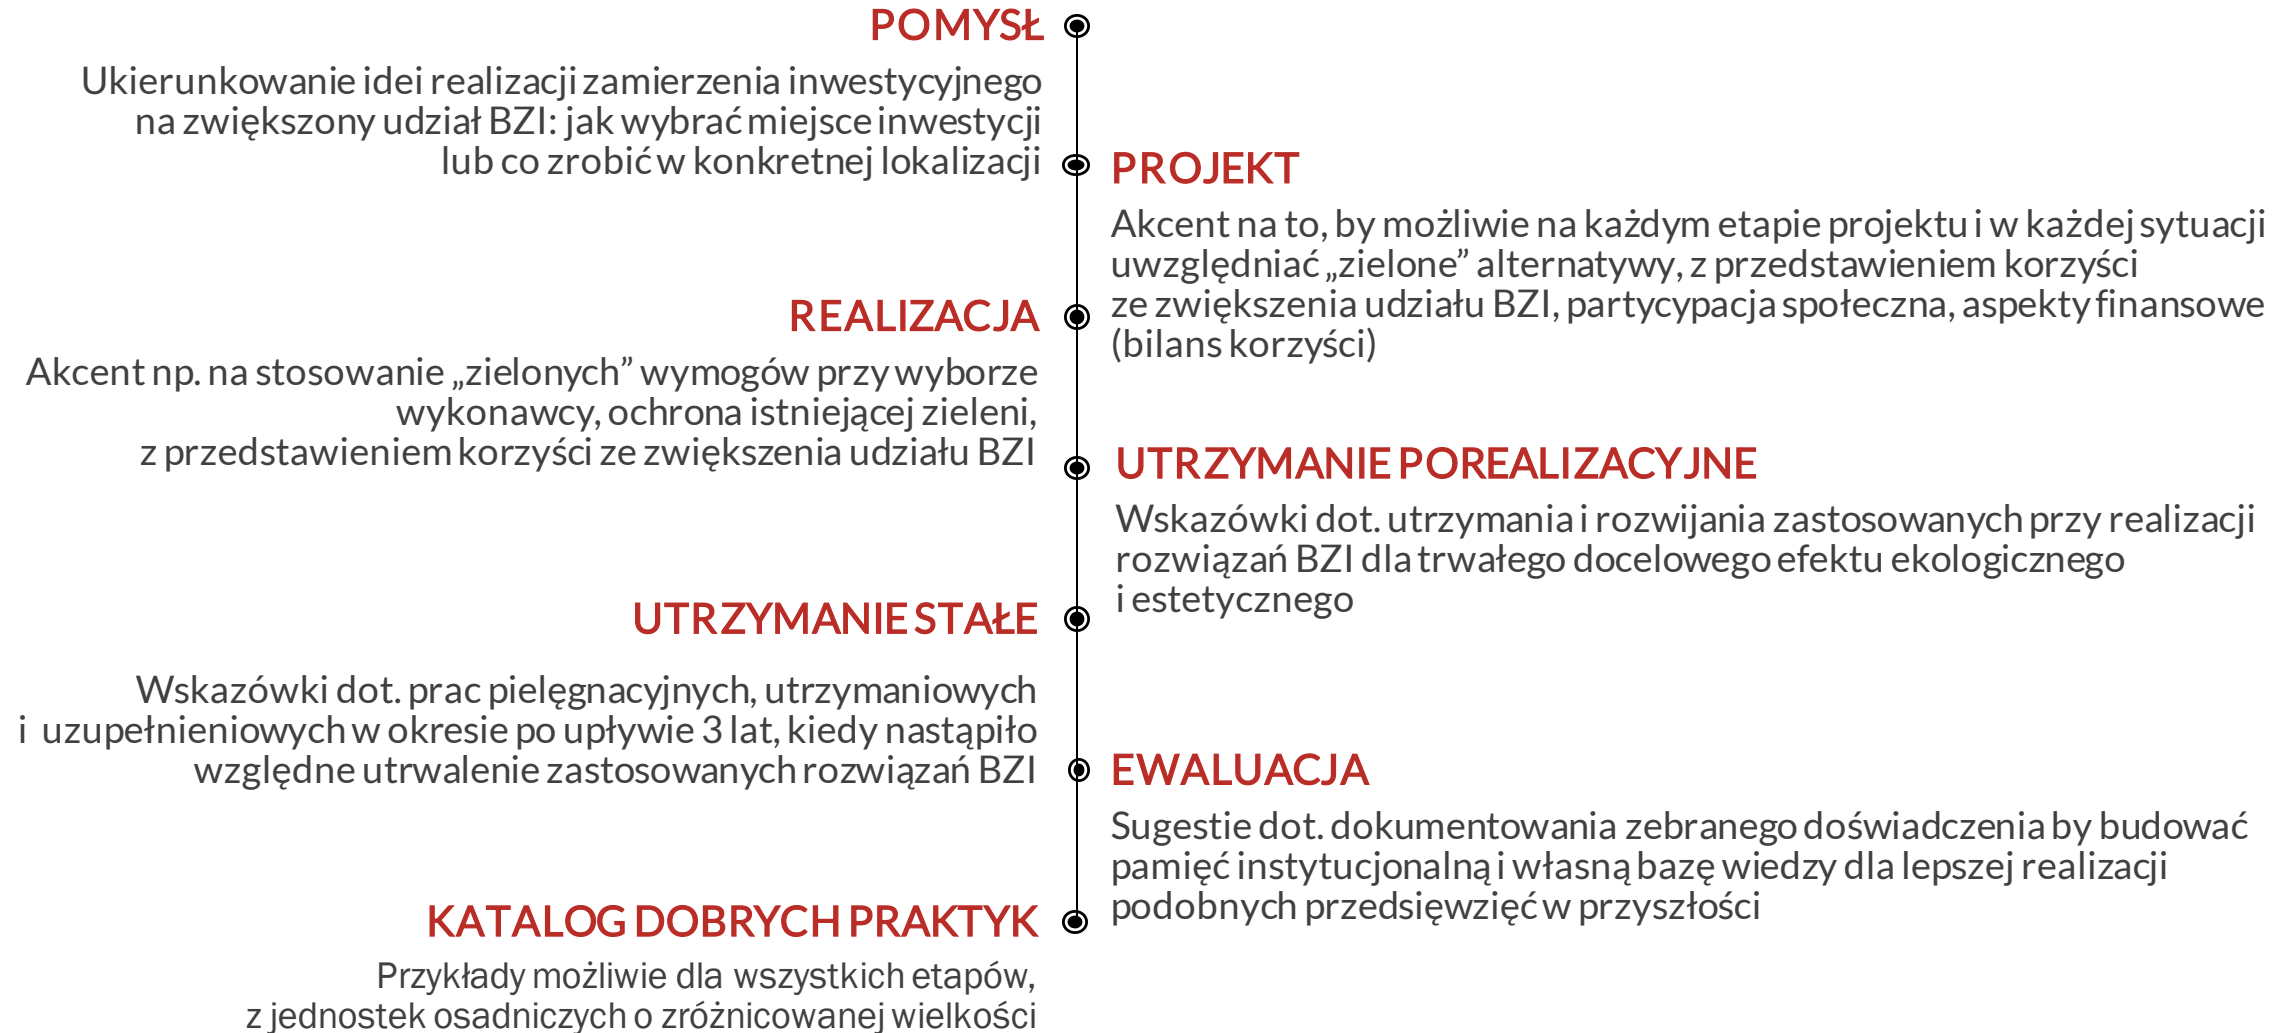 POMYSŁ
Ukierunkowanie idei realizacji zamierzenia inwestycyjnego
na zwiększony udział BZI: jak wybrać miejsce inwestycji
lub co zrobić w konkretnej lokalizacji
PROJEKT
Akcent na to, by możliwie na każdym etapie projektu i w każdej sytuacji
uwzględniać „zielone” alternatywy, z przedstawieniem korzyści
ze zwiększenia udziału BZI, partycypacja społeczna, aspekty finansowe
(bilans korzyści)
REALIZACJA
Akcent np. na stosowanie „zielonych” wymogów przy wyborze
wykonawcy, ochrona istniejącej zieleni,
z przedstawieniem korzyści ze zwiększenia udziału BZI
UTRZYMANIE POREALIZACYJNE
Wskazówki dot. utrzymania i rozwijania zastosowanych przy realizacji
rozwiązań BZI dla trwałego docelowego efektu ekologicznego
i estetycznego
UTRZYMANIE STAŁE
Wskazówki dot. prac pielęgnacyjnych, utrzymaniowych
i uzupełnieniowych w okresie po upływie 3 lat, kiedy nastąpiło
względne utrwalenie zastosowanych rozwiązań BZI
EWALUACJA
Sugestie dot. dokumentowania zebranego doświadczenia by budować
pamięć instytucjonalną i własną bazę wiedzy dla lepszej realizacji
podobnych przedsięwzięć w przyszłości
KATALOG DOBRYCH PRAKTYK
Przykłady możliwie dla wszystkich etapów,
z jednostek osadniczych o zróżnicowanej wielkości